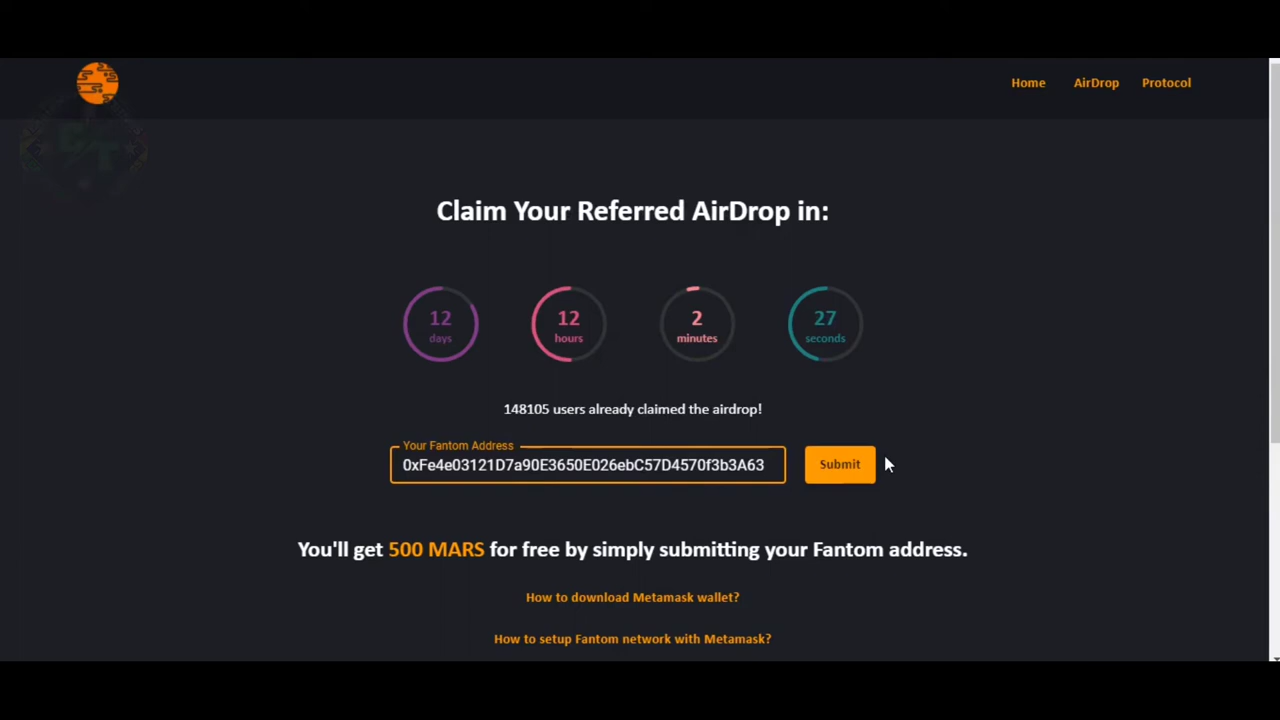 Home AirDrop Protocol
Claim Your Referred AirDrop in:
12 12 2 27
days hours minutes seconds
148105 users already claimed the airdrop!
Your Fantom Address
0xFe4e03121D7a90E3650E026ebC57D4570f3b3A63 Submit
You'll get 500 MARS for free by simply submitting your Fantom address.
How to download Metamask wallet?
How to setup Fantom network with Metamask?